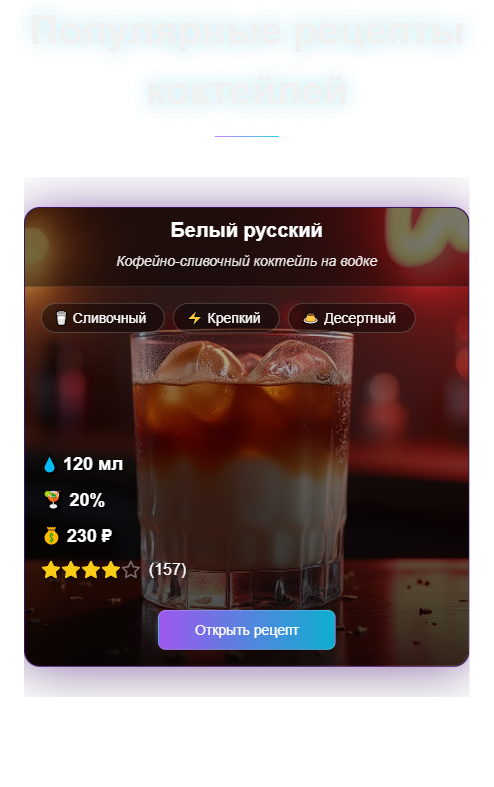 Популярные рецепты
коктейлей
Белый русский
Кофейно-сливочный коктейль на водке
Сливочный Крепкий Десертный
120 мл
20%
230 ₽
(157)
Открыть рецепт